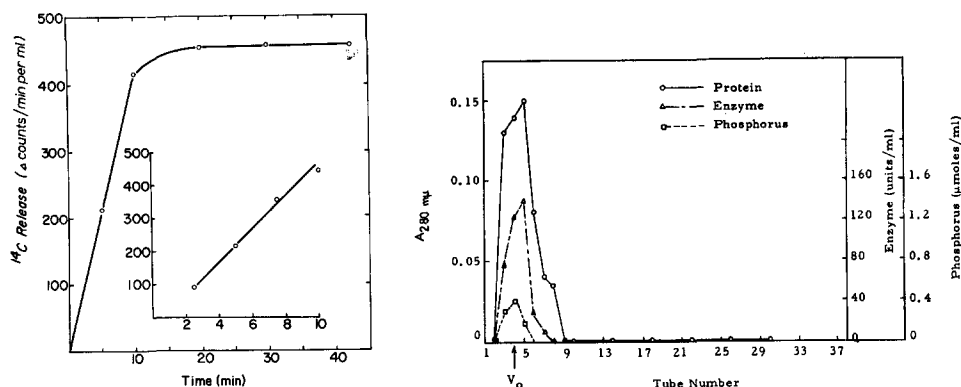 ¹⁴C Release (Δ counts/min per ml)
500
400
300
200
100
500
400
300
200
100
2 4 6 8 10
10 20 30 40
Time (min)
A280 mμ
0.15
0.10
0.05
0
Protein
Enzyme
Phosphorus
160
120
80
40
0
Enzyme (units/ml)
1.6
1.2
0.8
0.4
0
Phosphorus (μmoles/ml)
1 5 9 13 17 21 25 29 33 37
V₀
Tube Number